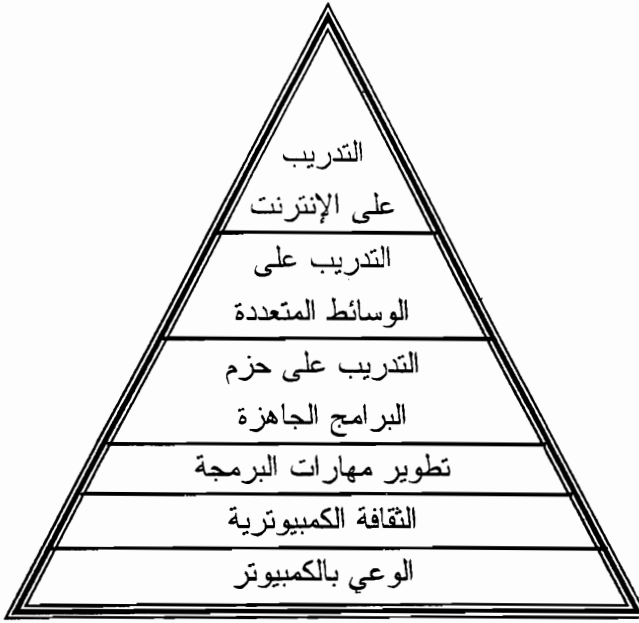 التدريب
على الإنترنت
التدريب على
الوسائط المتعددة
التدريب على حزم
البرامج الجاهزة
تطوير مهارات البرمجة
الثقافة الكمبيوترية
الوعي بالكمبيوتر